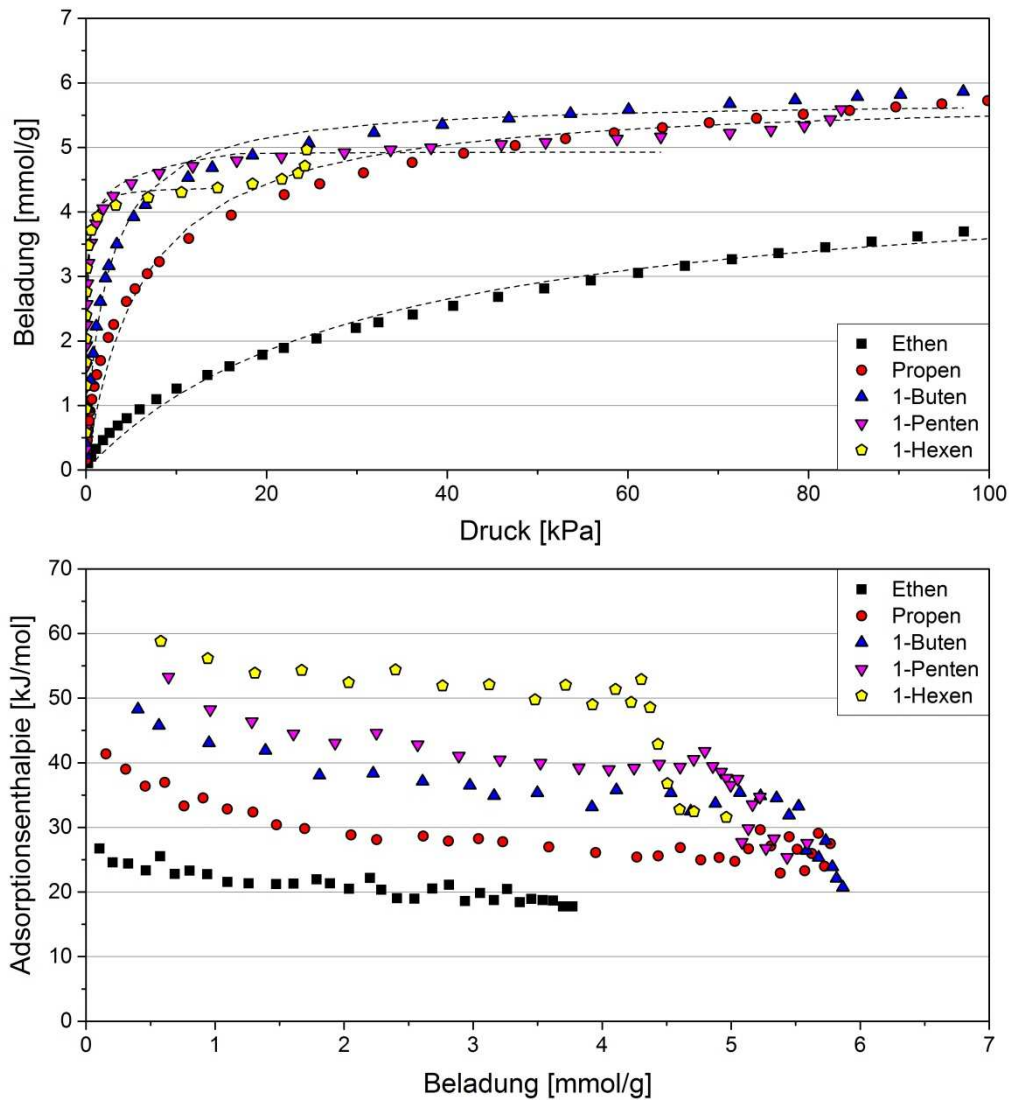 7
6
5
4
3
2
1
0
Beladung [mmol/g]
Ethen
Propen
1-Buten
1-Penten
1-Hexen
0 20 40 60 80 100
Druck [kPa]
70
60
50
40
30
20
10
0
Adsorptionsenthalpie [kJ/mol]
Ethen
Propen
1-Buten
1-Penten
1-Hexen
0 1 2 3 4 5 6 7
Beladung [mmol/g]